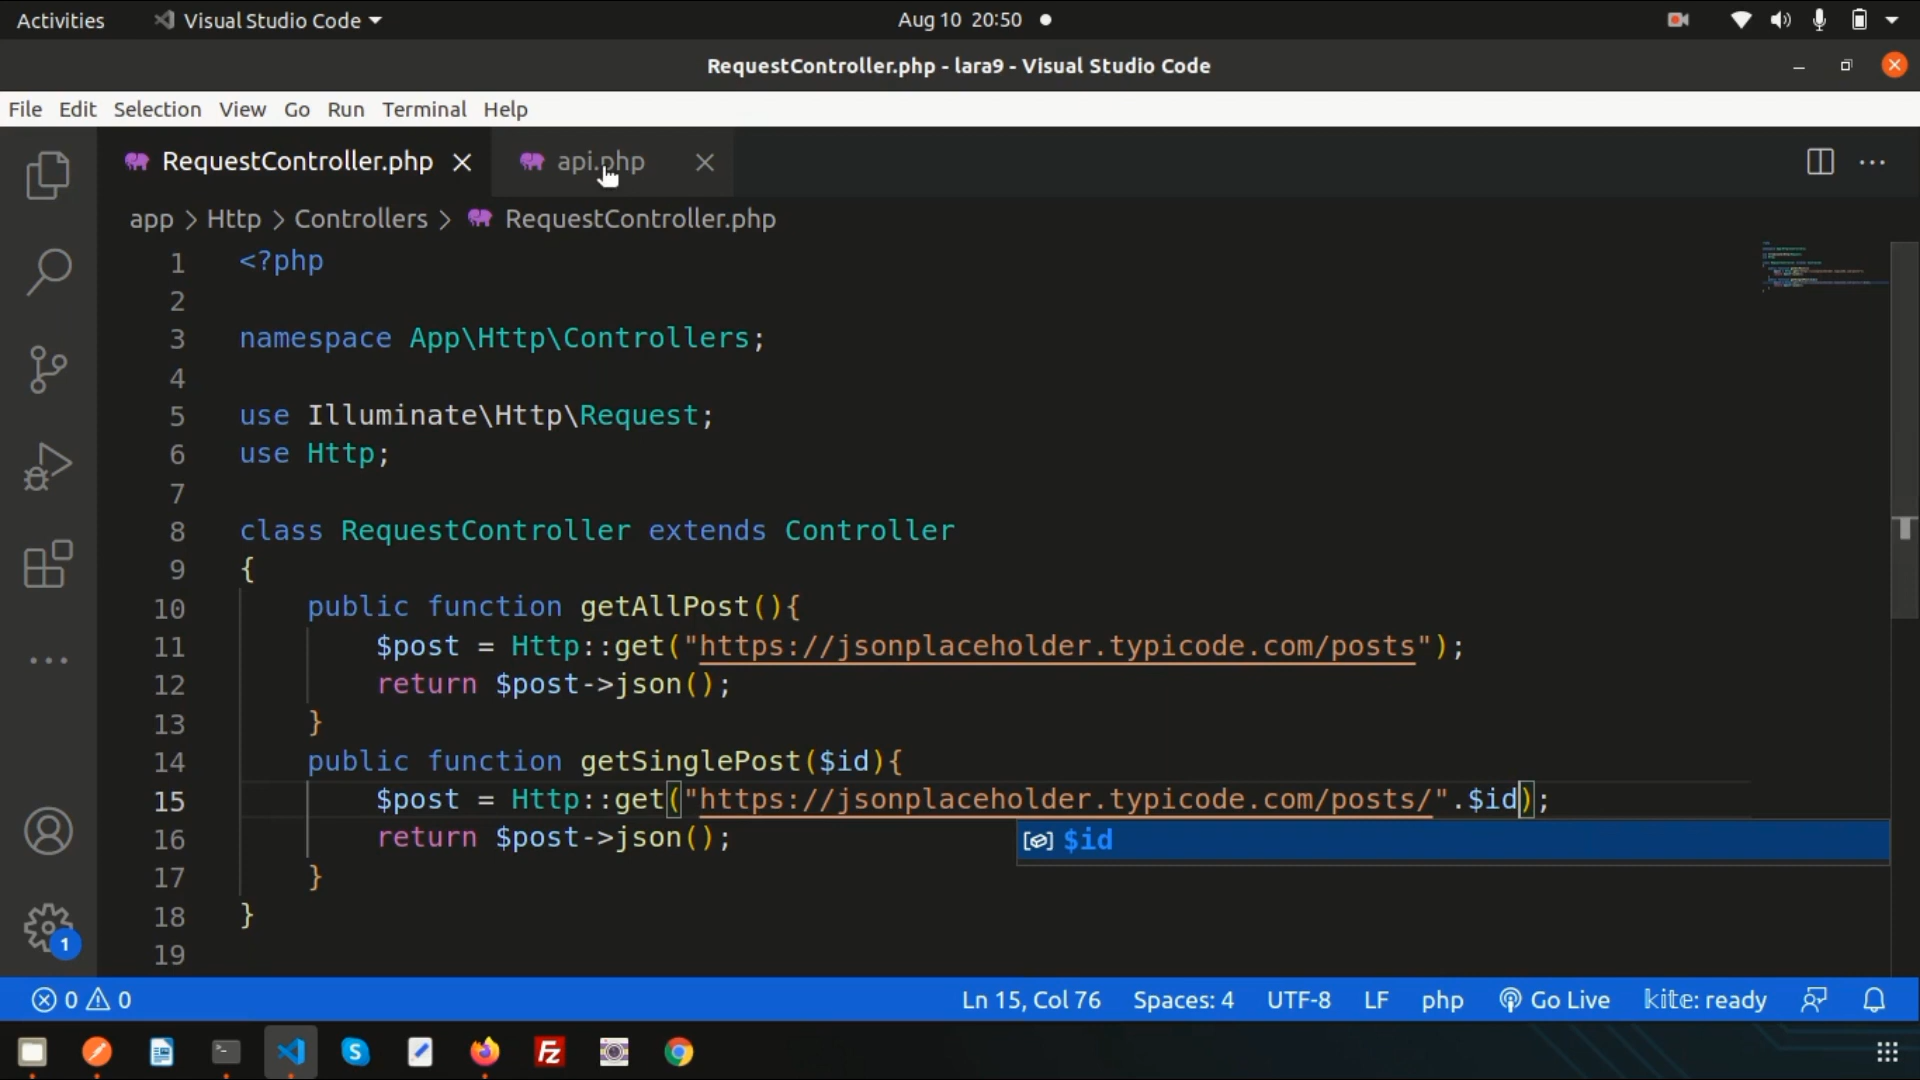 Activities Visual Studio Code Aug 10 20:50
RequestController.php - lara9 - Visual Studio Code
File Edit Selection View Go Run Terminal Help
RequestController.php api.php
app > Http > Controllers > RequestController.php
1 <?php
2
3 namespace App\Http\Controllers;
4
5 use Illuminate\Http\Request;
6 use Http;
7
8 class RequestController extends Controller
9 {
10 public function getAllPost(){
11 $post = Http::get("https://jsonplaceholder.typicode.com/posts");
12 return $post->json();
13 }
14 public function getSinglePost($id){
15 $post = Http::get("https://jsonplaceholder.typicode.com/posts/".$id);
16 return $post->json();
$id
17 }
18 }
19
1
0 0 Ln 15, Col 76 Spaces: 4 UTF-8 LF php Go Live kite: ready